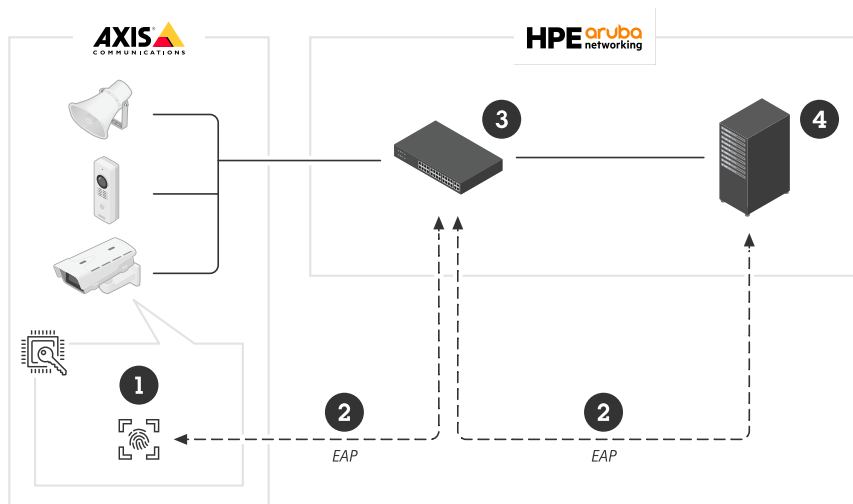 AXIS
COMMUNICATIONS
HPE aruba
networking
3
4
1
2
2
EAP
EAP